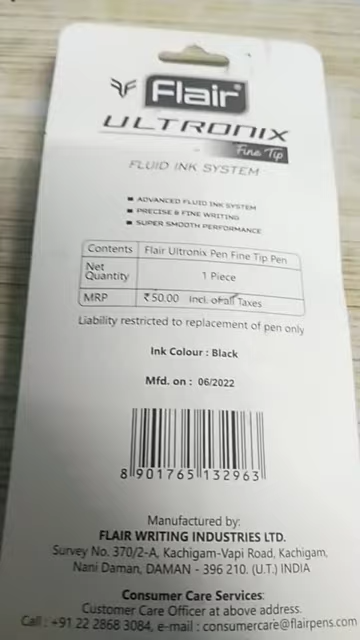 Flair
ULTRONIX
Fine Tip
FLUID INK SYSTEM
ADVANCED FLUID INK SYSTEM
PRECISE & FINE WRITING
SUPER SMOOTH PERFORMANCE
Contents Flair Ultronix Pen Fine Tip Pen
Net Quantity 1 Piece
MRP ₹50.00 Incl. of all Taxes
Liability restricted to replacement of pen only
Ink Colour : Black
Mfd. on : 06/2022
8 901765 132963
Manufactured by:
FLAIR WRITING INDUSTRIES LTD.
Survey No. 370/2-A, Kachigam-Vapi Road, Kachigam,
Nani Daman, DAMAN - 396 210. (U.T.) INDIA
Consumer Care Services:
Customer Care Officer at above address.
Call : +91 22 2868 3084, e-mail : consumercare@flairpens.com